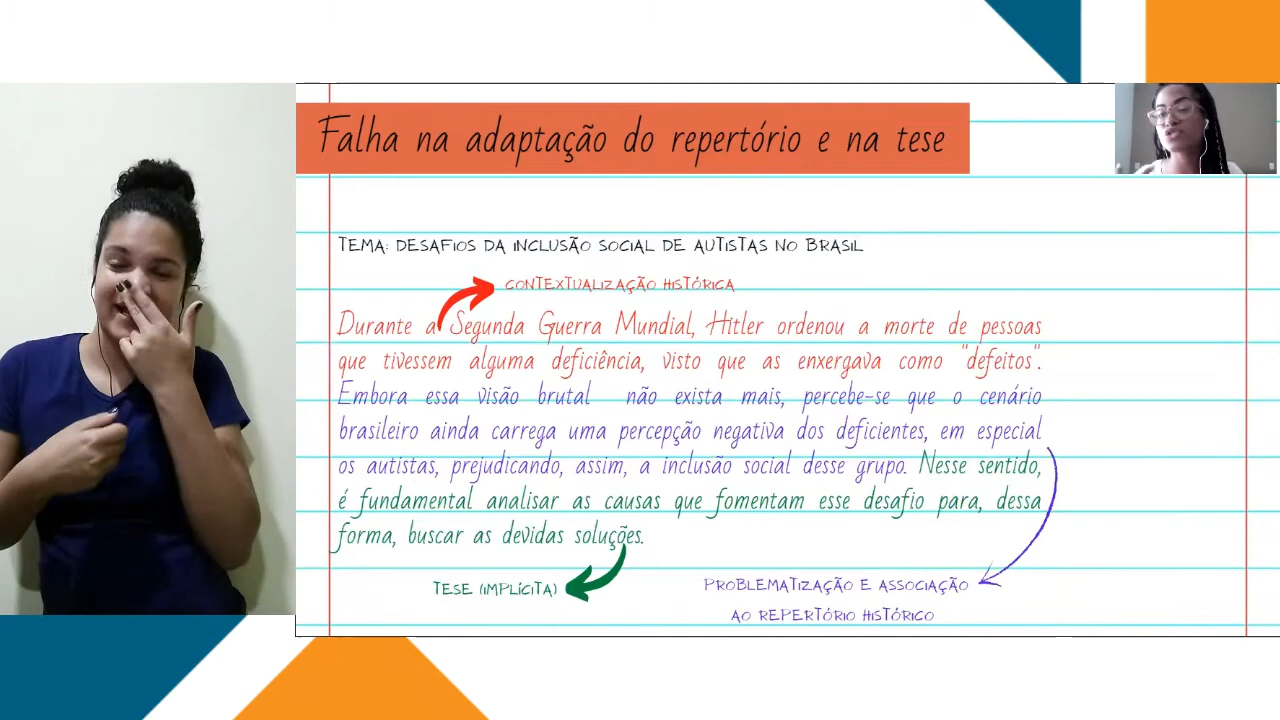 Falha na adaptação do repertório e na tese
TEMA: DESAFIOS DA INCLUSÃO SOCIAL DE AUTISTAS NO BRASIL
CONTEXTUALIZAÇÃO HISTÓRICA
Durante a Segunda Guerra Mundial, Hitler ordenou a morte de pessoas
que tivessem alguma deficiência, visto que as enxergava como "defeitos".
Embora essa visão brutal não exista mais, percebe-se que o cenário
brasileiro ainda carrega uma percepção negativa dos deficientes, em especial
os autistas, prejudicando, assim, a inclusão social desse grupo. Nesse sentido,
é fundamental analisar as causas que fomentam esse desafio para, dessa
forma, buscar as devidas soluções.
TESE (IMPLÍCITA)
PROBLEMATIZAÇÃO E ASSOCIAÇÃO
AO REPERTÓRIO HISTÓRICO